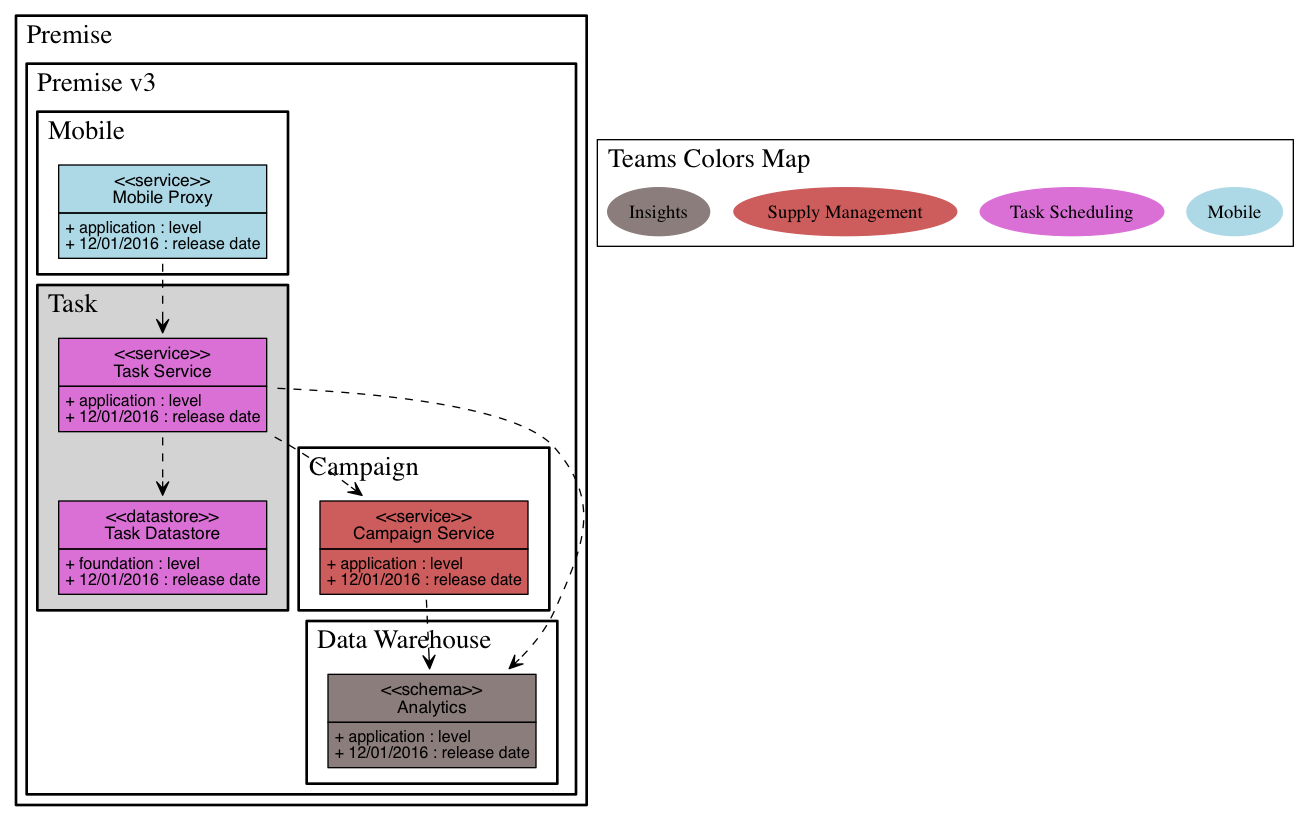 Premise
Premise v3
Mobile
<<service>>
Mobile Proxy
+ application : level
+ 12/01/2016 : release date
Task
<<service>>
Task Service
+ application : level
+ 12/01/2016 : release date
<<datastore>>
Task Datastore
+ foundation : level
+ 12/01/2016 : release date
Campaign
<<service>>
Campaign Service
+ application : level
+ 12/01/2016 : release date
Data Warehouse
<<schema>>
Analytics
+ application : level
+ 12/01/2016 : release date
Teams Colors Map
Insights
Supply Management
Task Scheduling
Mobile